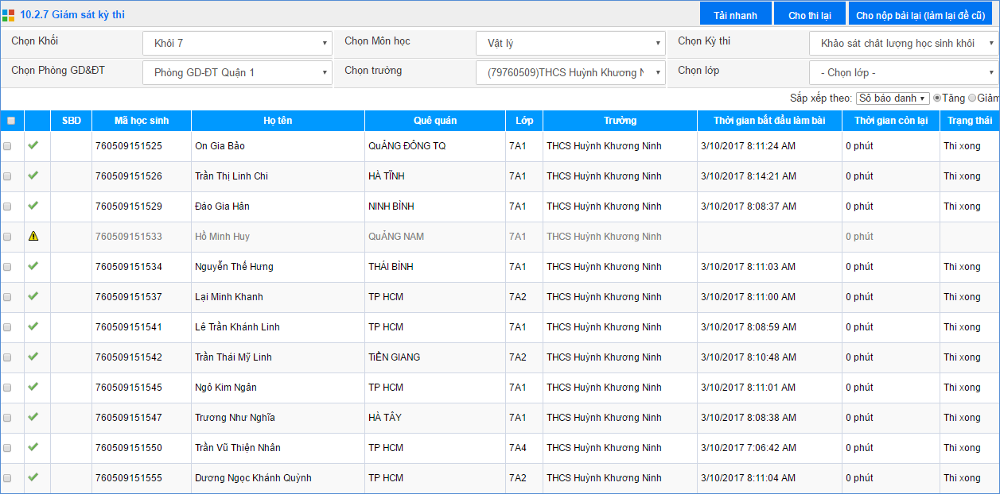 10.2.7 Giám sát kỳ thi
Tải nhanh Cho thi lại Cho nộp bài lại (làm lại đề cũ)
Chọn Khối Khối 7 Chọn Môn học Vật lý Chọn Kỳ thi Khảo sát chất lượng học sinh khối
Chọn Phòng GD&ĐT Phòng GD-ĐT Quận 1 Chọn trường (79760509)THCS Huỳnh Khương N Chọn lớp - Chọn lớp -
Sắp xếp theo: Số báo danh Tăng Giảm
SBD Mã học sinh Họ tên Quê quán Lớp Trường Thời gian bắt đầu làm bài Thời gian còn lại Trạng thái
760509151525 On Gia Bảo QuẢNG ĐÔNG TQ 7A1 THCS Huỳnh Khương Ninh 3/10/2017 8:11:24 AM 0 phút Thi xong
760509151526 Trần Thị Linh Chi HÀ TĨNH 7A1 THCS Huỳnh Khương Ninh 3/10/2017 8:14:21 AM 0 phút Thi xong
760509151529 Đào Gia Hân NINH BÌNH 7A1 THCS Huỳnh Khương Ninh 3/10/2017 8:08:37 AM 0 phút Thi xong
760509151533 Hồ Minh Huy QuẢNG NAM 7A1 THCS Huỳnh Khương Ninh 0 phút
760509151534 Nguyễn Thế Hưng THÁI BÌNH 7A1 THCS Huỳnh Khương Ninh 3/10/2017 8:11:03 AM 0 phút Thi xong
760509151537 Lại Minh Khanh TP HCM 7A2 THCS Huỳnh Khương Ninh 3/10/2017 8:11:00 AM 0 phút Thi xong
760509151541 Lê Trần Khánh Linh TP HCM 7A1 THCS Huỳnh Khương Ninh 3/10/2017 8:08:59 AM 0 phút Thi xong
760509151542 Trần Thái Mỹ Linh TiỀN GIANG 7A2 THCS Huỳnh Khương Ninh 3/10/2017 8:10:48 AM 0 phút Thi xong
760509151545 Ngô Kim Ngân TP HCM 7A1 THCS Huỳnh Khương Ninh 3/10/2017 8:11:01 AM 0 phút Thi xong
760509151547 Trương Như Nghĩa HÀ TÂY 7A1 THCS Huỳnh Khương Ninh 3/10/2017 8:08:38 AM 0 phút Thi xong
760509151550 Trần Vũ Thiện Nhân TP HCM 7A4 THCS Huỳnh Khương Ninh 3/10/2017 7:06:42 AM 0 phút Thi xong
760509151555 Dương Ngọc Khánh Quỳnh TP HCM 7A2 THCS Huỳnh Khương Ninh 3/10/2017 8:11:04 AM 0 phút Thi xong